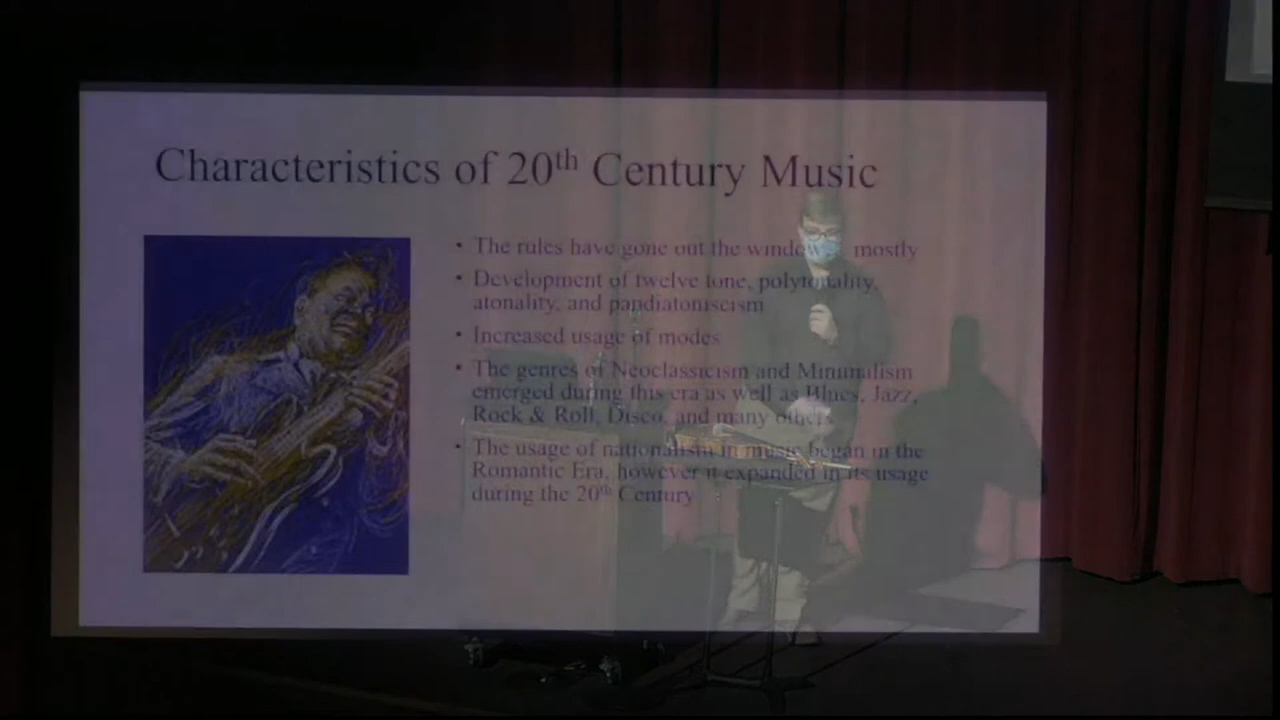 Characteristics of 20th Century Music
• The rules have gone out the window... mostly
• Development of twelve tone, polytonality,
atonality, and pandiatoniscism
• Increased usage of modes
• The genres of Neoclassicism and Minimalism
emerged during this era as well as Blues, Jazz,
Rock & Roll, Disco, and many others
• The usage of nationalism in music began in the
Romantic Era, however it expanded in its usage
during the 20th Century